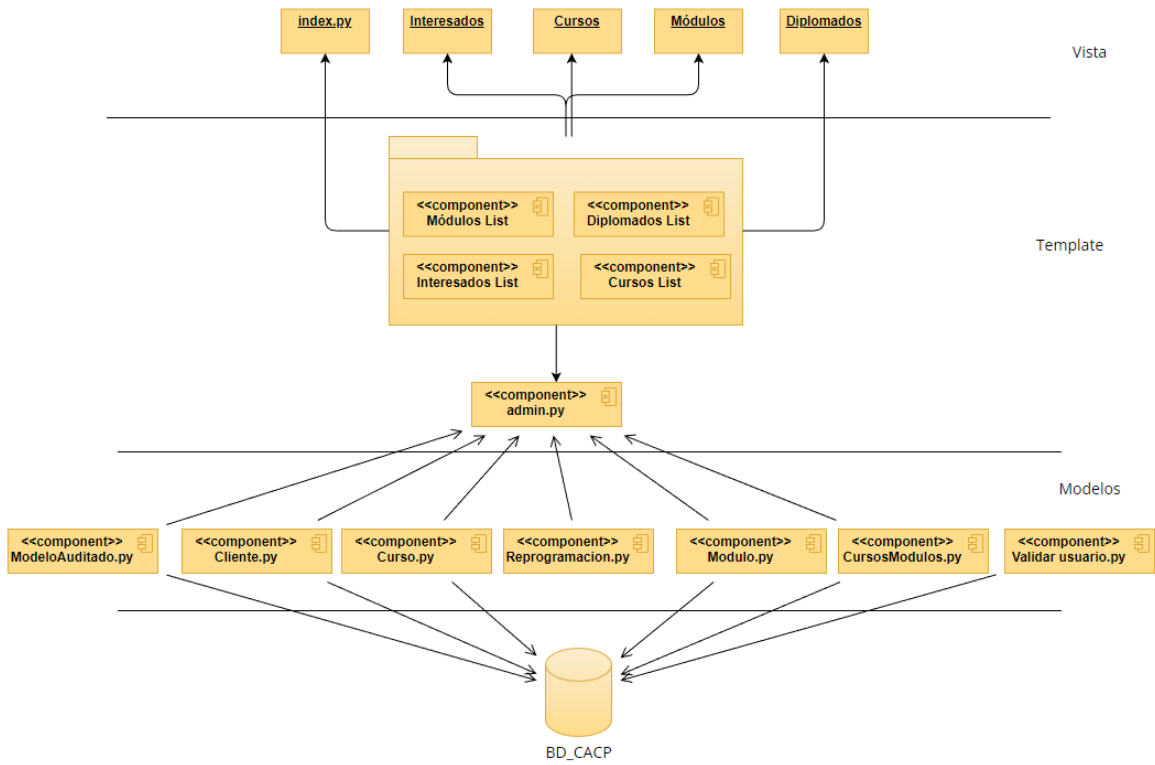 index.py
Interesados
Cursos
Módulos
Diplomados
Vista
<<component>>
Módulos List
<<component>>
Diplomados List
Template
<<component>>
Interesados List
<<component>>
Cursos List
<<component>>
admin.py
Modelos
<<component>>
ModeloAuditado.py
<<component>>
Cliente.py
<<component>>
Curso.py
<<component>>
Reprogramacion.py
<<component>>
Modulo.py
<<component>>
CursosModulos.py
<<component>>
Validar usuario.py
BD_CACP